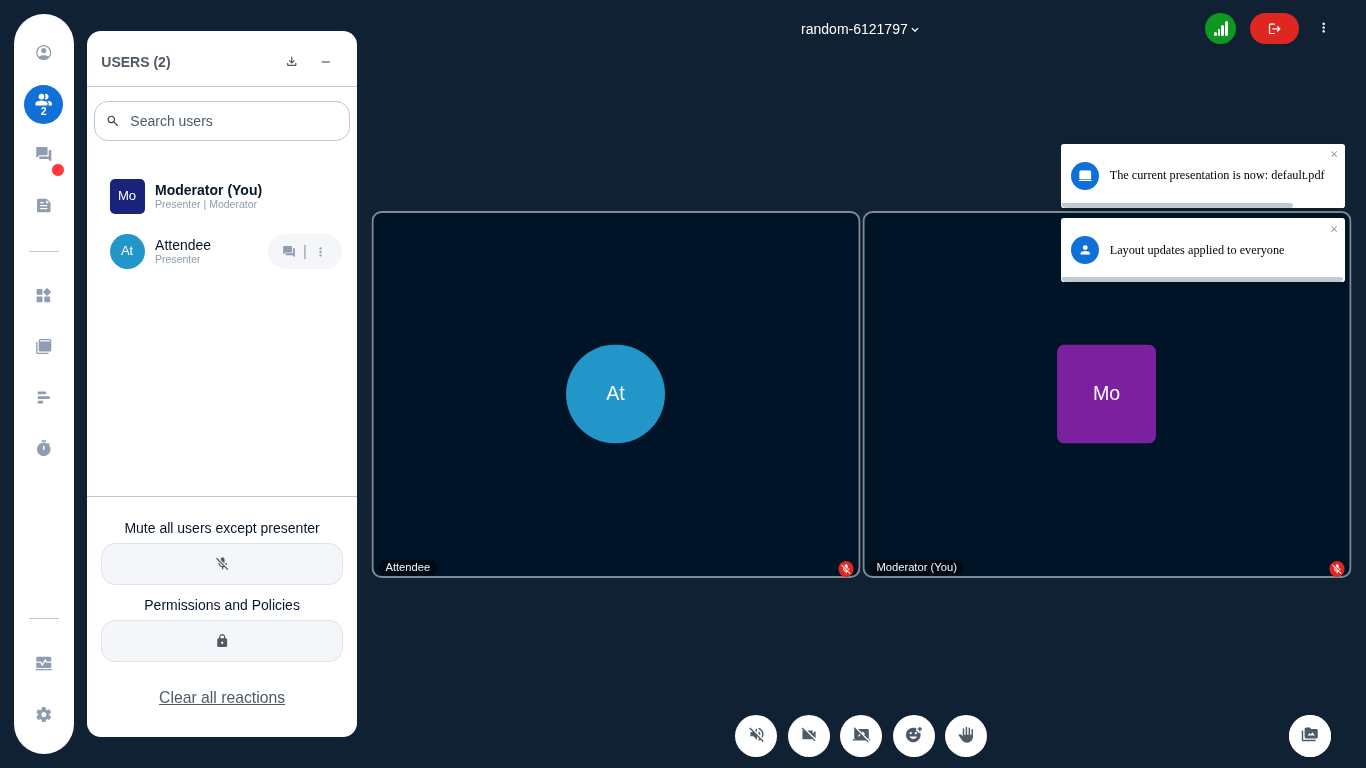 2
USERS (2)
Search users
Mo
Moderator (You)
Presenter | Moderator
At
Attendee
Presenter
Mute all users except presenter
Permissions and Policies
Clear all reactions
random-6121797
The current presentation is now: default.pdf
Layout updates applied to everyone
At
Mo
Attendee
Moderator (You)